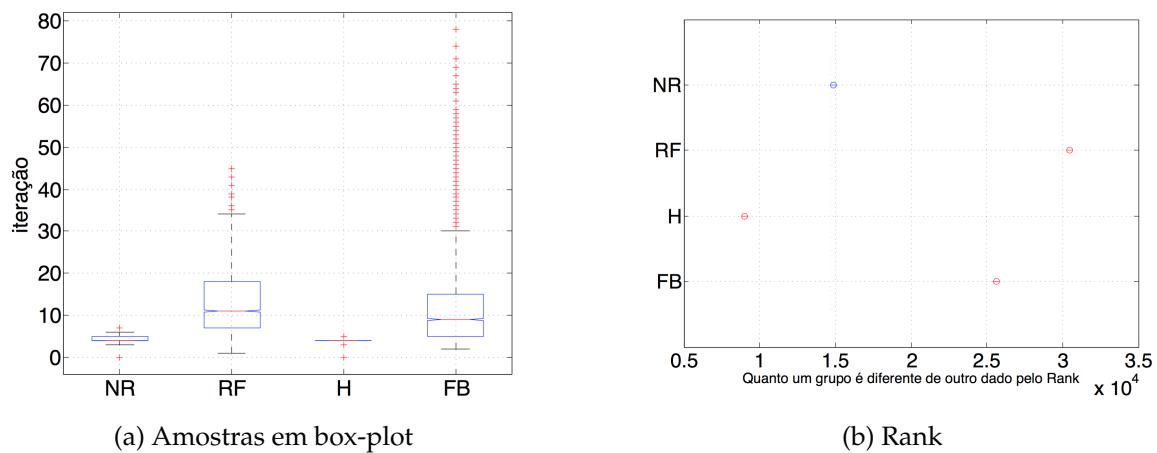 80
70
60
50
40
30
20
10
0
iteração
NR RF H FB
(a) Amostras em box-plot
NR
RF
H
FB
0.5 1 1.5 2 2.5 3 3.5
Quanto um grupo é diferente de outro dado pelo Rank
x 10^4
(b) Rank